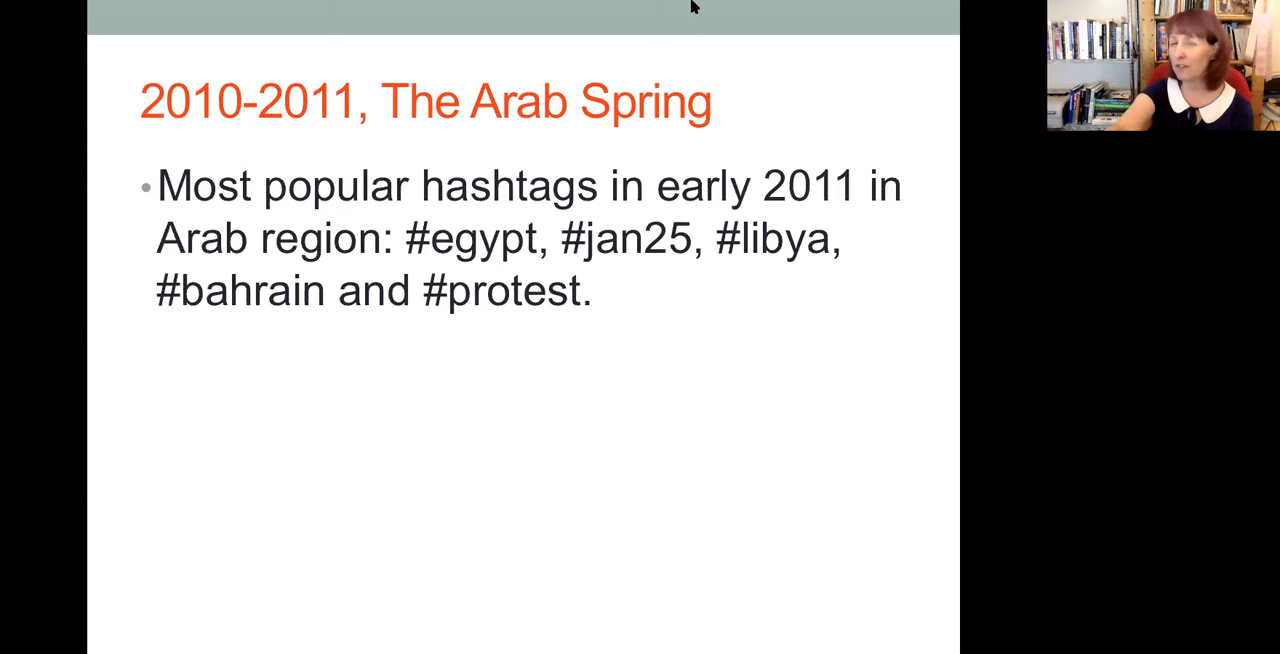 2010-2011, The Arab Spring
•Most popular hashtags in early 2011 in
Arab region: #egypt, #jan25, #libya,
#bahrain and #protest.